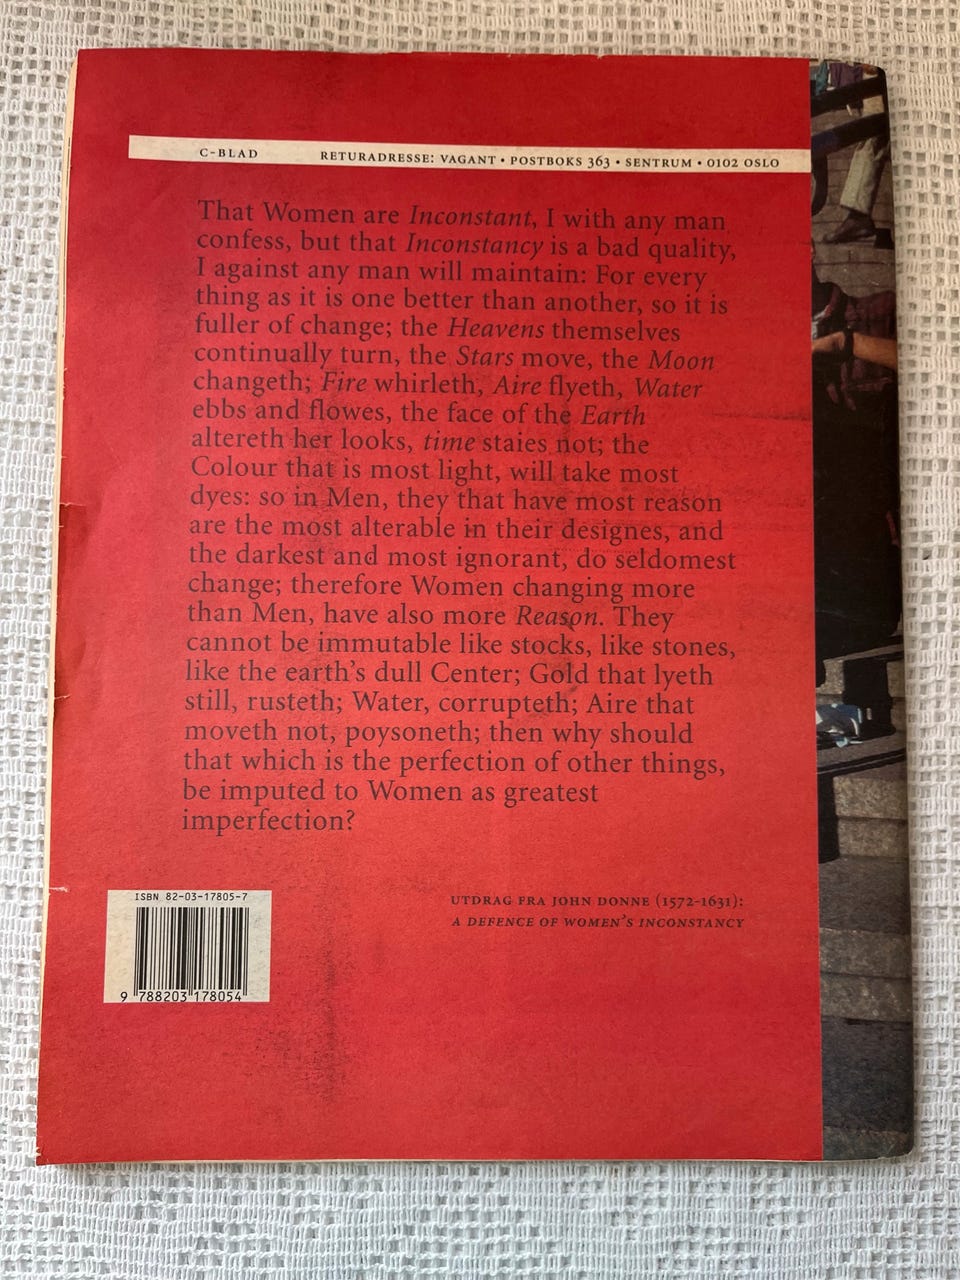 C-BLAD RETURADRESSE: VAGANT • POSTBOKS 363 • SENTRUM • 0102 OSLO
That Women are Inconstant, I with any man
confess, but that Inconstancy is a bad quality,
I against any man will maintain: For every
thing as it is one better than another, so it is
fuller of change; the Heavens themselves
continually turn, the Stars move, the Moon
changeth; Fire whirleth, Aire flyeth, Water
ebbs and flowes, the face of the Earth
altereth her looks, time staies not; the
Colour that is most light, will take most
dyes: so in Men, they that have most reason
are the most alterable in their designes, and
the darkest and most ignorant, do seldomest
change; therefore Women changing more
than Men, have also more Reason. They
cannot be immutable like stocks, like stones,
like the earth's dull Center; Gold that lyeth
still, rusteth; Water, corrupteth; Aire that
moveth not, poysoneth; then why should
that which is the perfection of other things,
be imputed to Women as greatest
imperfection?
UTDRAG FRA JOHN DONNE (1572-1631):
A DEFENCE OF WOMEN'S INCONSTANCY
ISBN 82-03-17805-7
9 788203 178054